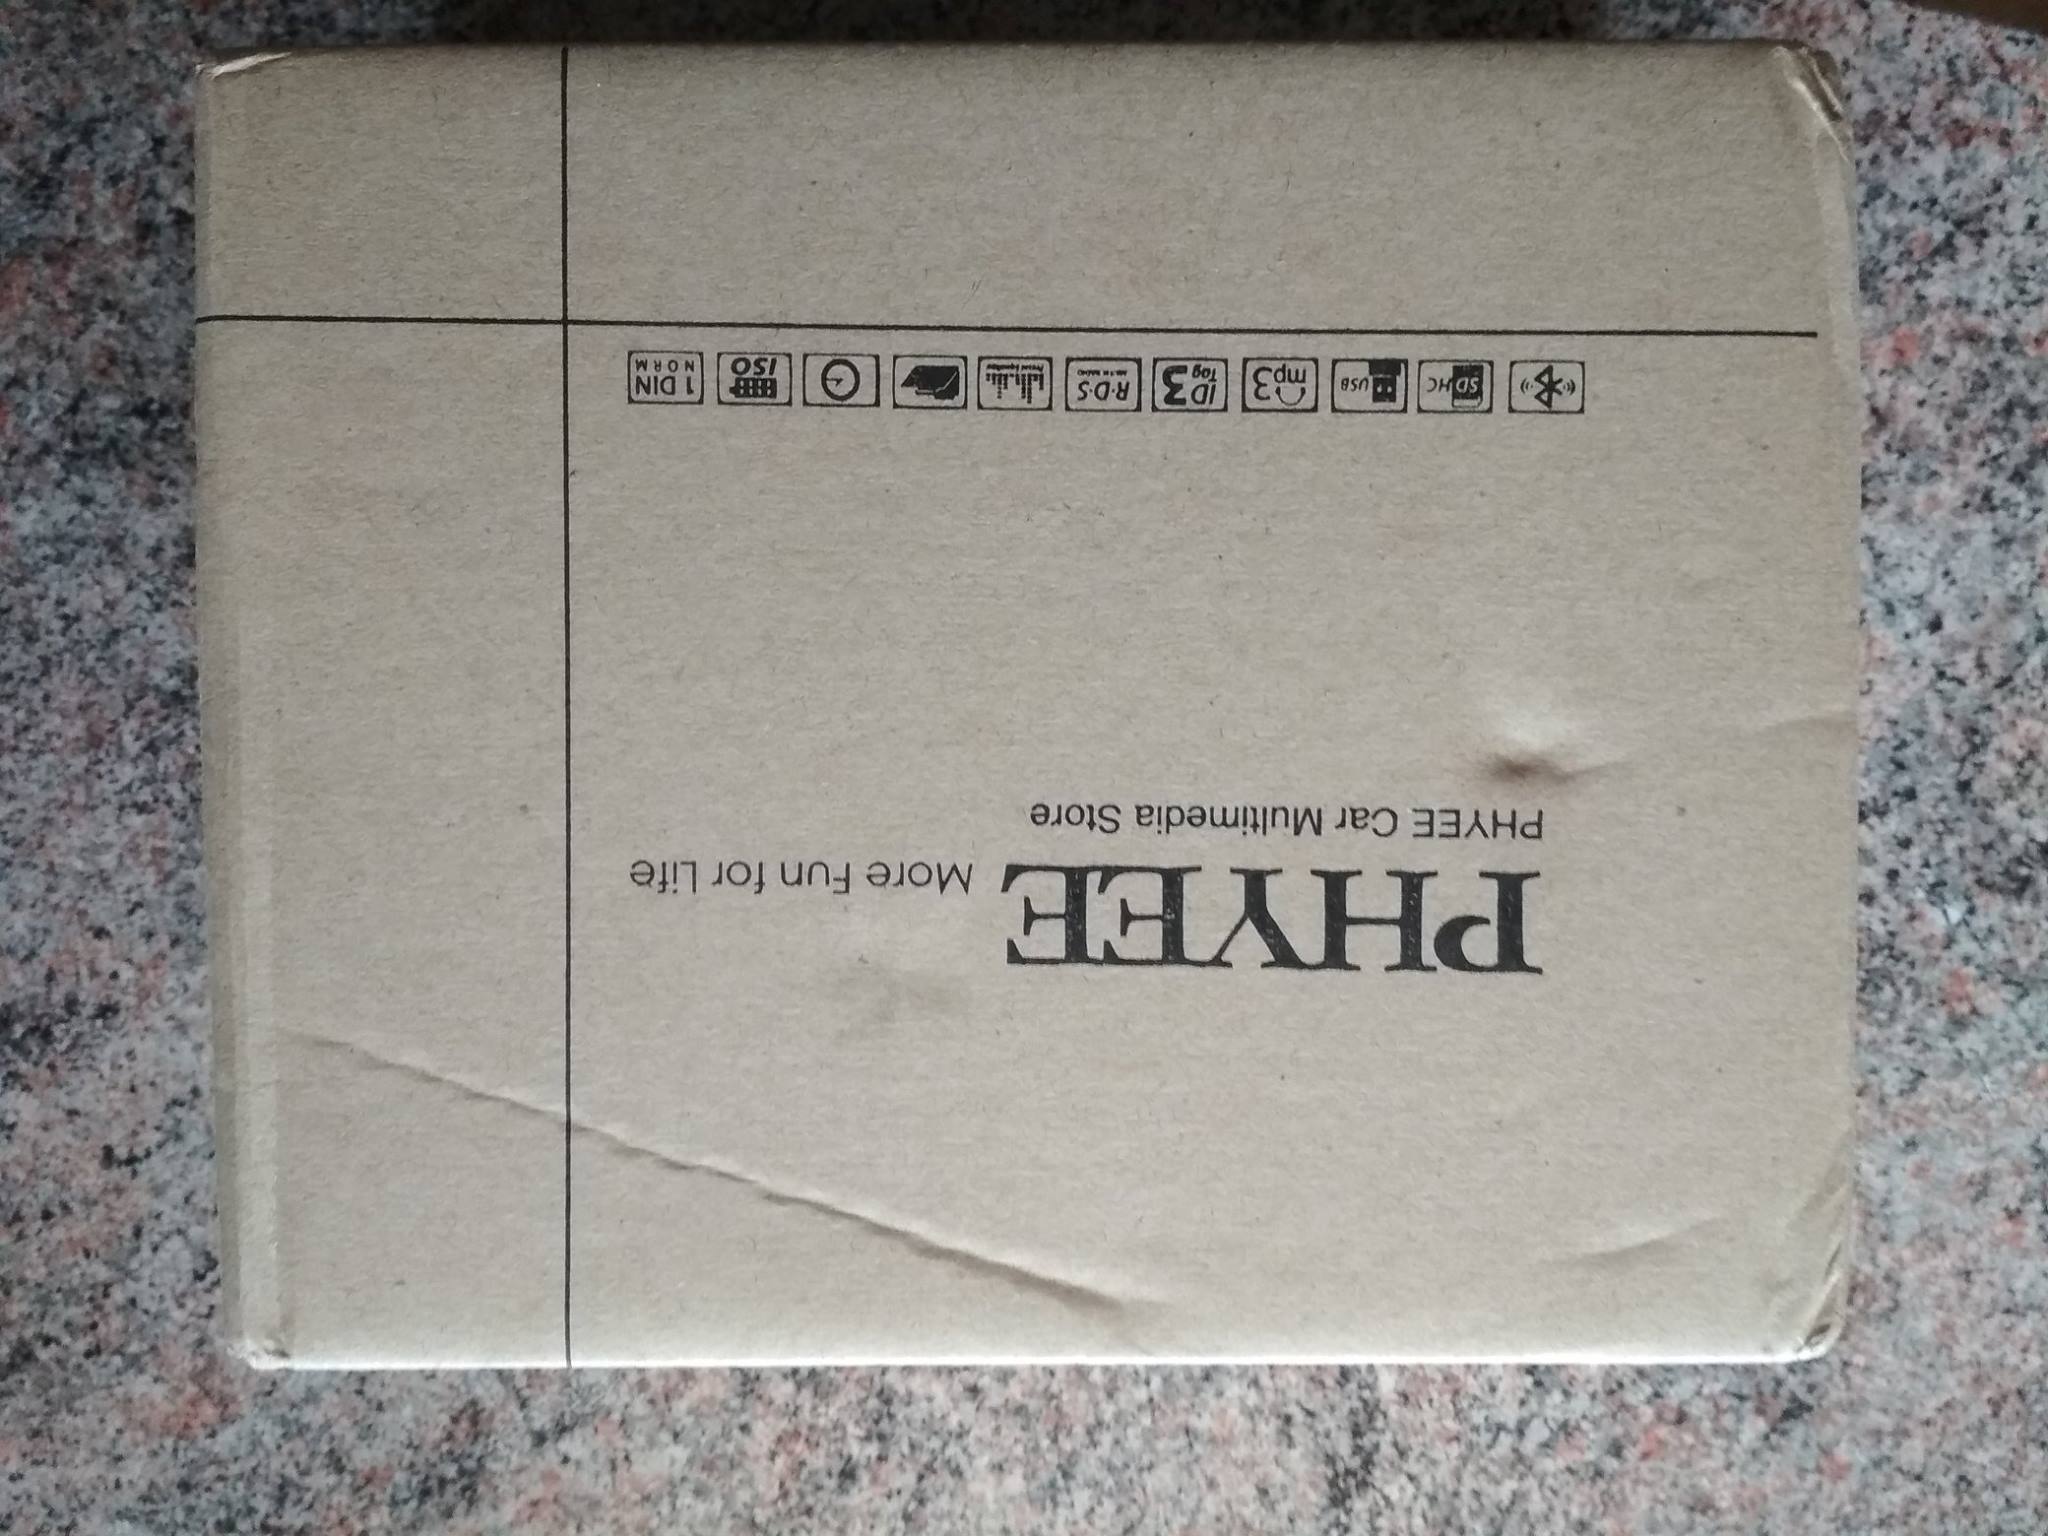 PHYEE More Fun for Life
PHYEE Car Multimedia Store
SDHC USB mp3 ID3 Tag R·D·S ISO 1 DIN NORM